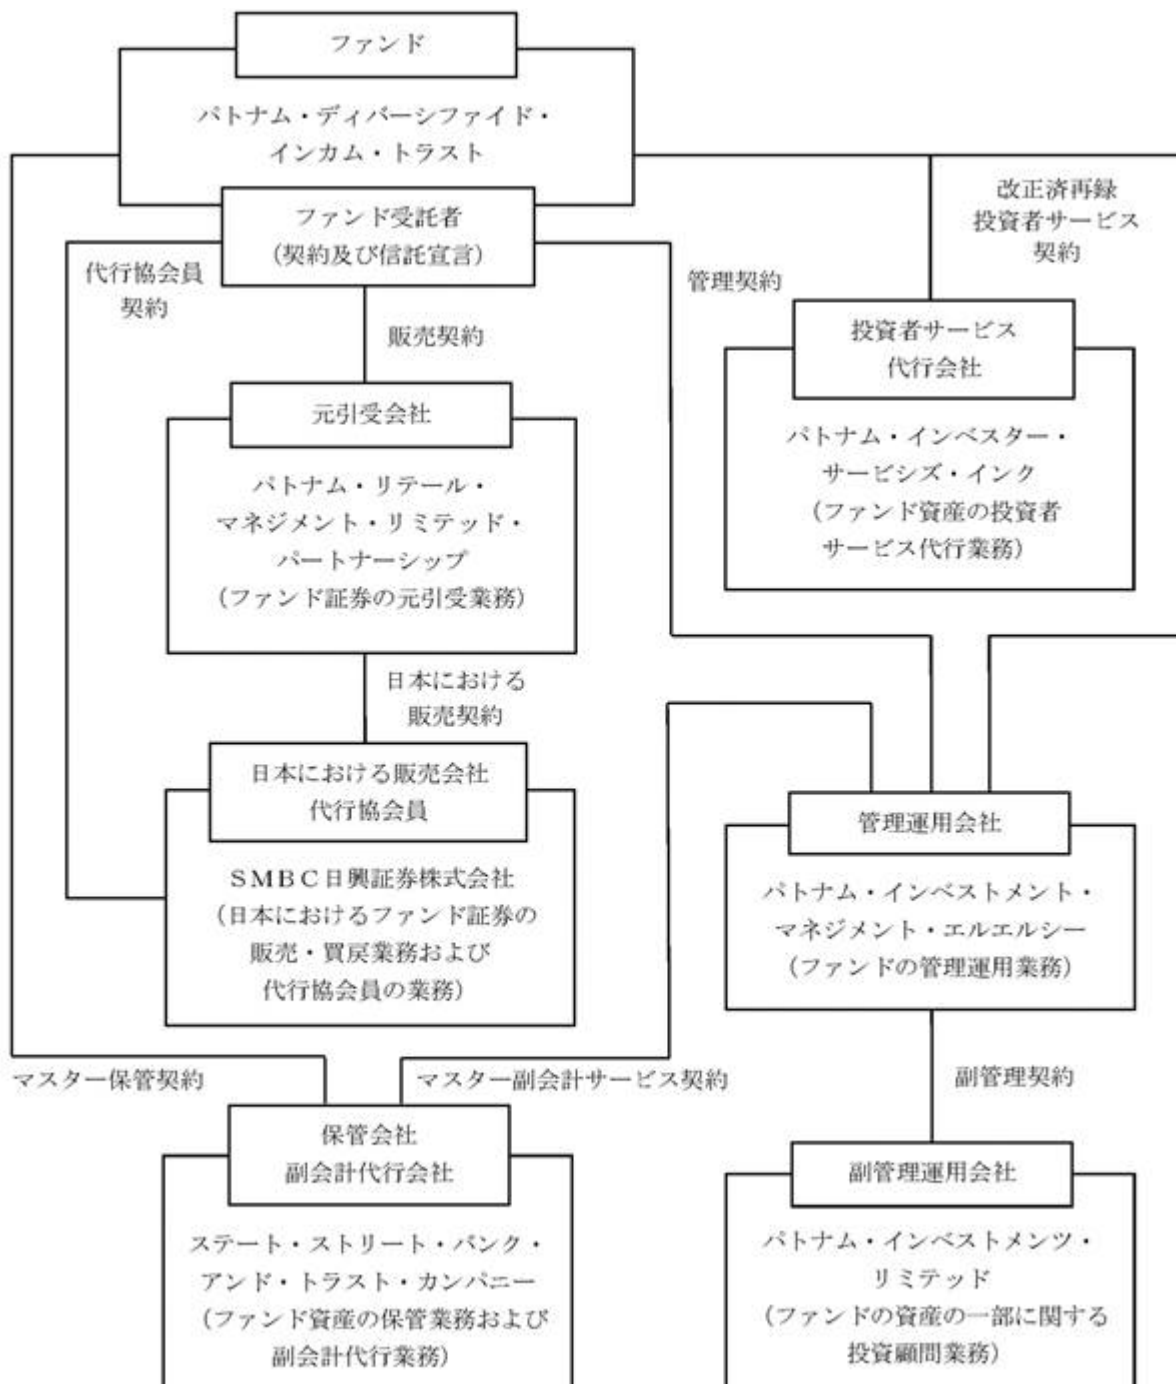 ファンド
パトナム・ディバーシファイド・
インカム・トラスト
ファンド受託者
(契約及び信託宣言)
代行協会員
契約
販売契約
管理契約
改正済再録
投資者サービス
契約
投資者サービス
代行会社
パトナム・インベスター・
サービシズ・インク
(ファンド資産の投資者
サービス代行業務)
元引受会社
パトナム・リテール・
マネジメント・リミテッド・
パートナーシップ
(ファンド証券の元引受業務)
日本における
販売契約
日本における販売会社
代行協会員
SMBC日興証券株式会社
(日本におけるファンド証券の
販売・買戻業務および
代行協会員の業務)
管理運用会社
パトナム・インベストメント・
マネジメント・エルエルシー
(ファンドの管理運用業務)
マスター保管契約
マスター副会計サービス契約
副管理契約
保管会社
副会計代行会社
ステート・ストリート・バンク・
アンド・トラスト・カンパニー
(ファンド資産の保管業務および
副会計代行業務)
副管理運用会社
パトナム・インベストメンツ・
リミテッド
(ファンドの資産の一部に関する
投資顧問業務)